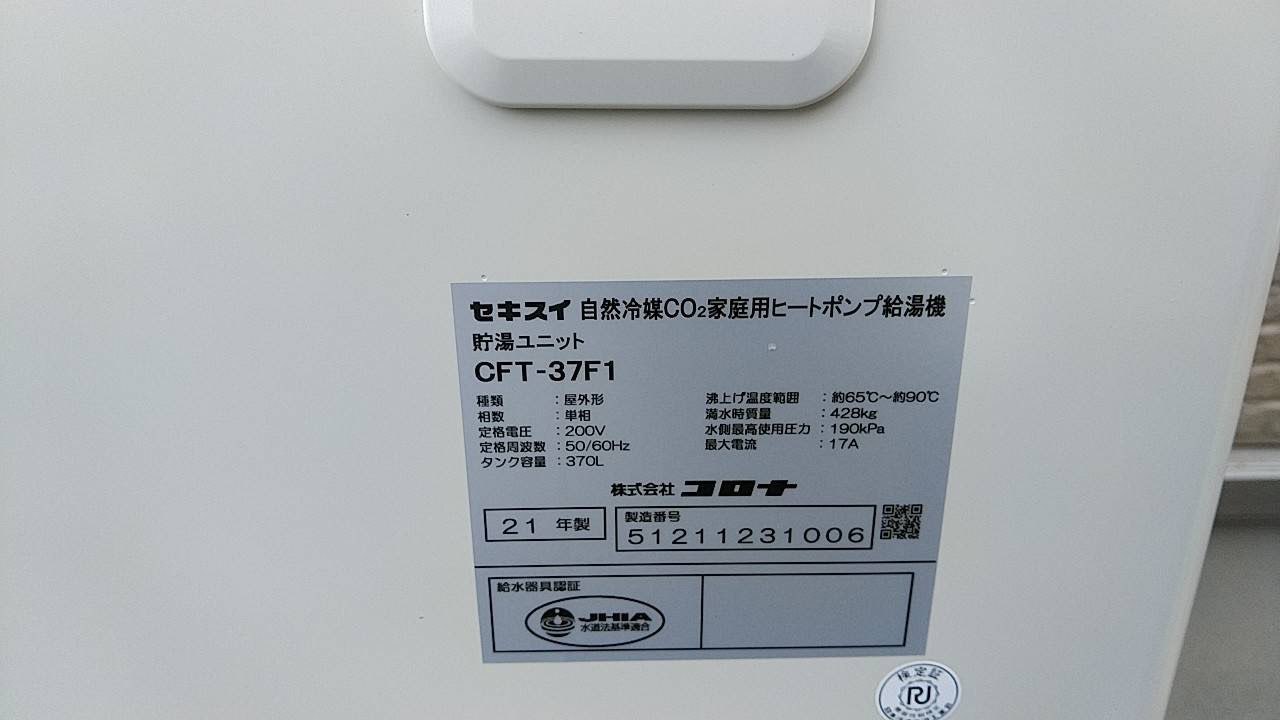 セキスイ 自然冷媒CO₂家庭用ヒートポンプ給湯機
貯湯ユニット
CFT-37F1
種類 : 屋外形
相数 : 単相
定格電圧 : 200V
定格周波数 : 50/60Hz
タンク容量 : 370L
沸上げ温度範囲 : 約65℃～約90℃
満水時質量 : 428kg
水側最高使用圧力 : 190kPa
最大電流 : 17A
株式会社 コロナ
21 年製
製造番号
51211231006
給水器具認証
JHIA
水道法基準適合
検定証